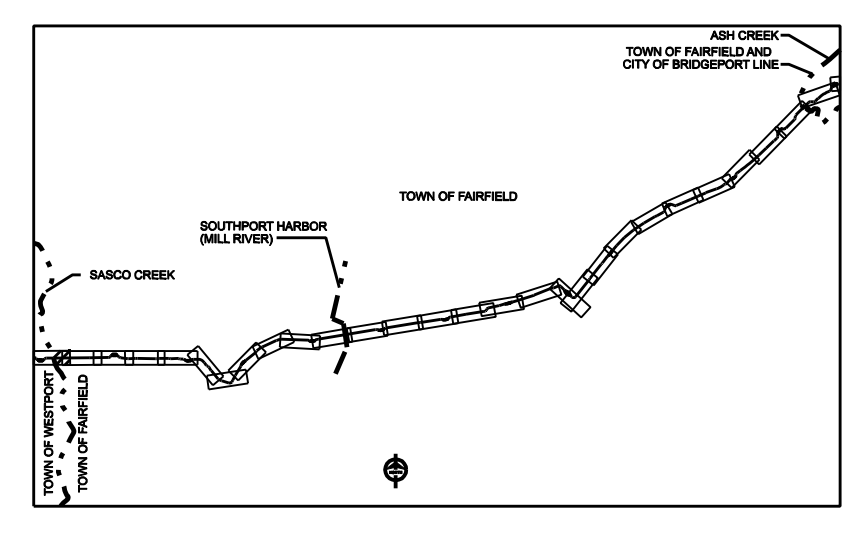 ASH CREEK
TOWN OF FAIRFIELD AND
CITY OF BRIDGEPORT LINE
TOWN OF FAIRFIELD
SOUTHPORT HARBOR
(MILL RIVER)
SASCO CREEK
TOWN OF WESTPORT
TOWN OF FAIRFIELD